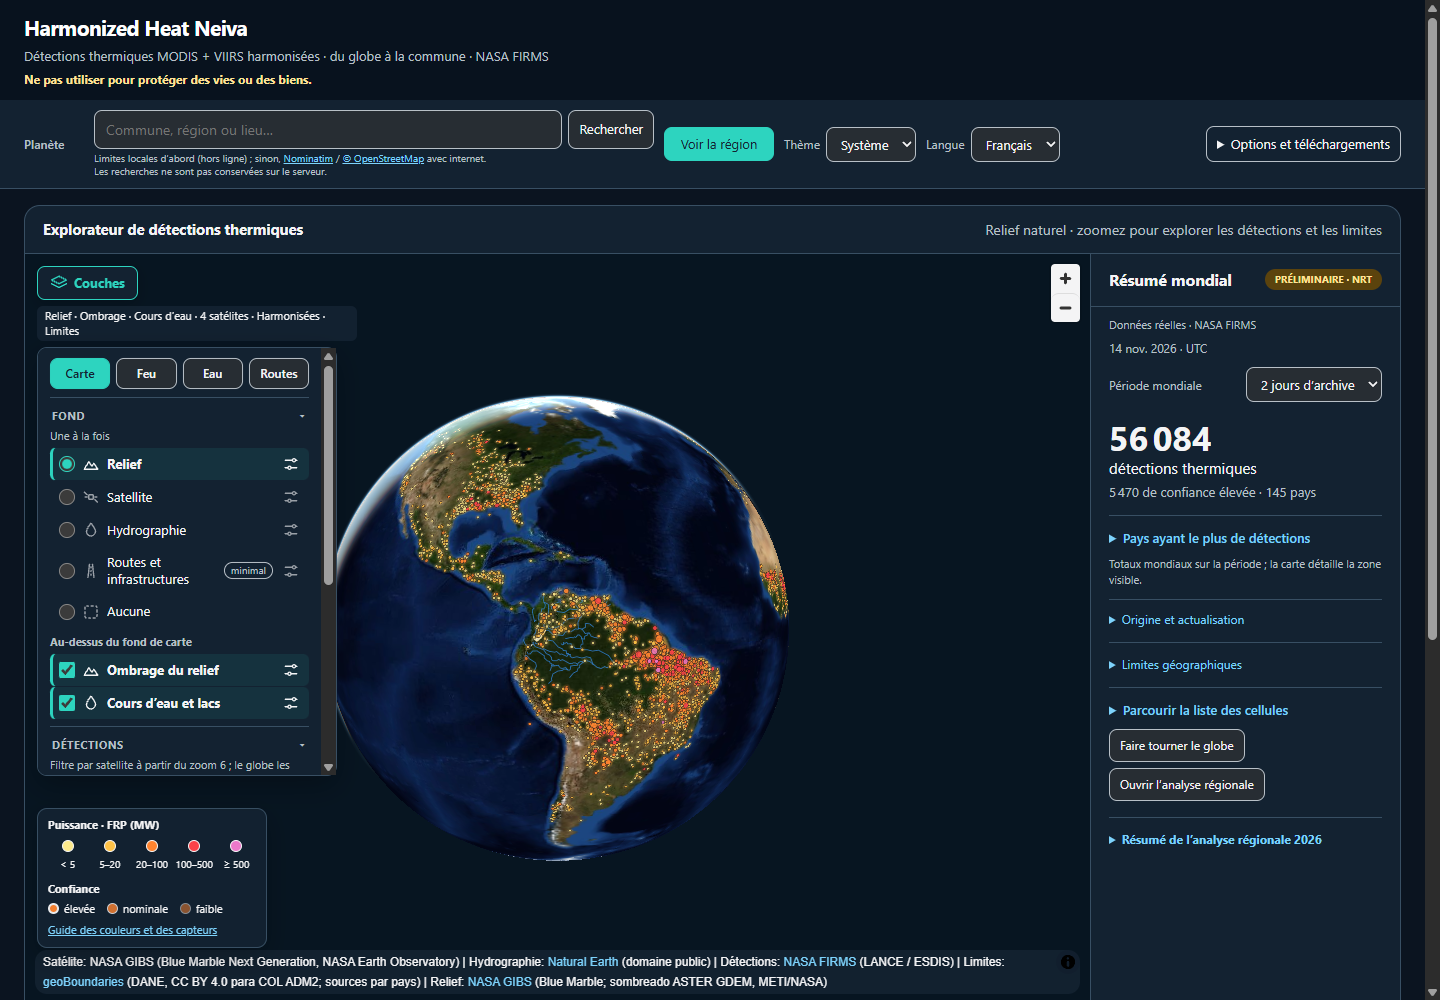 Harmonized Heat Neiva
Détections thermiques MODIS + VIIRS harmonisées · du globe à la commune · NASA FIRMS
Ne pas utiliser pour protéger des vies ou des biens.
Planète
Commune, région ou lieu...
Rechercher
Limites locales d'abord (hors ligne) ; sinon, Nominatim / © OpenStreetMap avec internet.
Les recherches ne sont pas conservées sur le serveur.
Voir la région
Thème
Système
Langue
Français
▶ Options et téléchargements
Explorateur de détections thermiques
Relief naturel · zoomez pour explorer les détections et les limites
Couches
Relief · Ombrage · Cours d'eau · 4 satélites · Harmonisées ·
Limites
Carte
Feu
Eau
Routes
FOND
Une à la fois
Relief
Satellite
Hydrographie
Routes et
infrastructures
minimal
Aucune
Au-dessus du fond de carte
Ombrage du relief
Cours d'eau et lacs
DÉTECTIONS
Filtre par satellite à partir du zoom 6 ; le globe les
Puissance · FRP (MW)
< 5
5–20
20–100
100–500
≥ 500
Confiance
élevée
nominale
faible
Guide des couleurs et des capteurs
+
−
Résumé mondial
PRÉLIMINAIRE · NRT
Données réelles · NASA FIRMS
14 nov. 2026 · UTC
Période mondiale
2 jours d'archive
56 084
détections thermiques
5 470 de confiance élevée · 145 pays
▶ Pays ayant le plus de détections
Totaux mondiaux sur la période ; la carte détaille la zone
visible.
▶ Origine et actualisation
▶ Limites géographiques
▶ Parcourir la liste des cellules
Faire tourner le globe
Ouvrir l'analyse régionale
▶ Résumé de l'analyse régionale 2026
Satélite: NASA GIBS (Blue Marble Next Generation, NASA Earth Observatory) | Hydrographie: Natural Earth (domaine public) | Détections: NASA FIRMS (LANCE / ESDIS) | Limites:
geoBoundaries (DANE, CC BY 4.0 para COL ADM2; sources par pays) | Relief: NASA GIBS (Blue Marble; sombreado ASTER GDEM, METI/NASA)